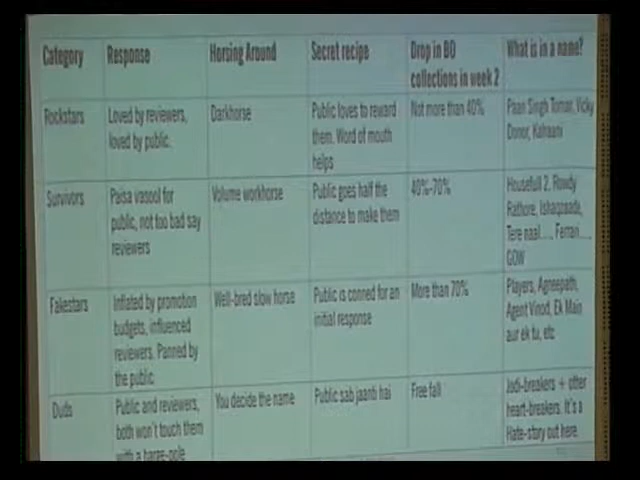 Category
Response
Horsing Around
Secret recipe
Drop in BO
collections in week 2
What is in a name?
Rockstars
Loved by reviewers,
loved by public.
Darkhorse
Public loves to reward
them. Word of mouth
helps
Not more than 40%
Paan Singh Tomar, Vicky
Donor, Kahaani
Survivors
Paisa vasool for
public, not too bad say
reviewers
Volume workhorse
Public goes half the
distance to make them
40%-70%
Housefull 2, Rowdy
Rathore, Ishaqzaade,
Tere naal...., Ferrari....,
GOW
Fakestars
Inflated by promotion
budgets, influenced
reviewers. Panned by
the public
Well-bred slow horse
Public is conned for an
initial response
More than 70%
Players, Agneepath,
Agent Vinod, Ek Main
aur ek tu, etc
Duds
Public and reviewers,
both won't touch them
with a barge-pole
You decide the name
Public sab jaanti hai
Free fall
Jodi-breakers + other
heart-breakers. It's a
Hate-story out here.